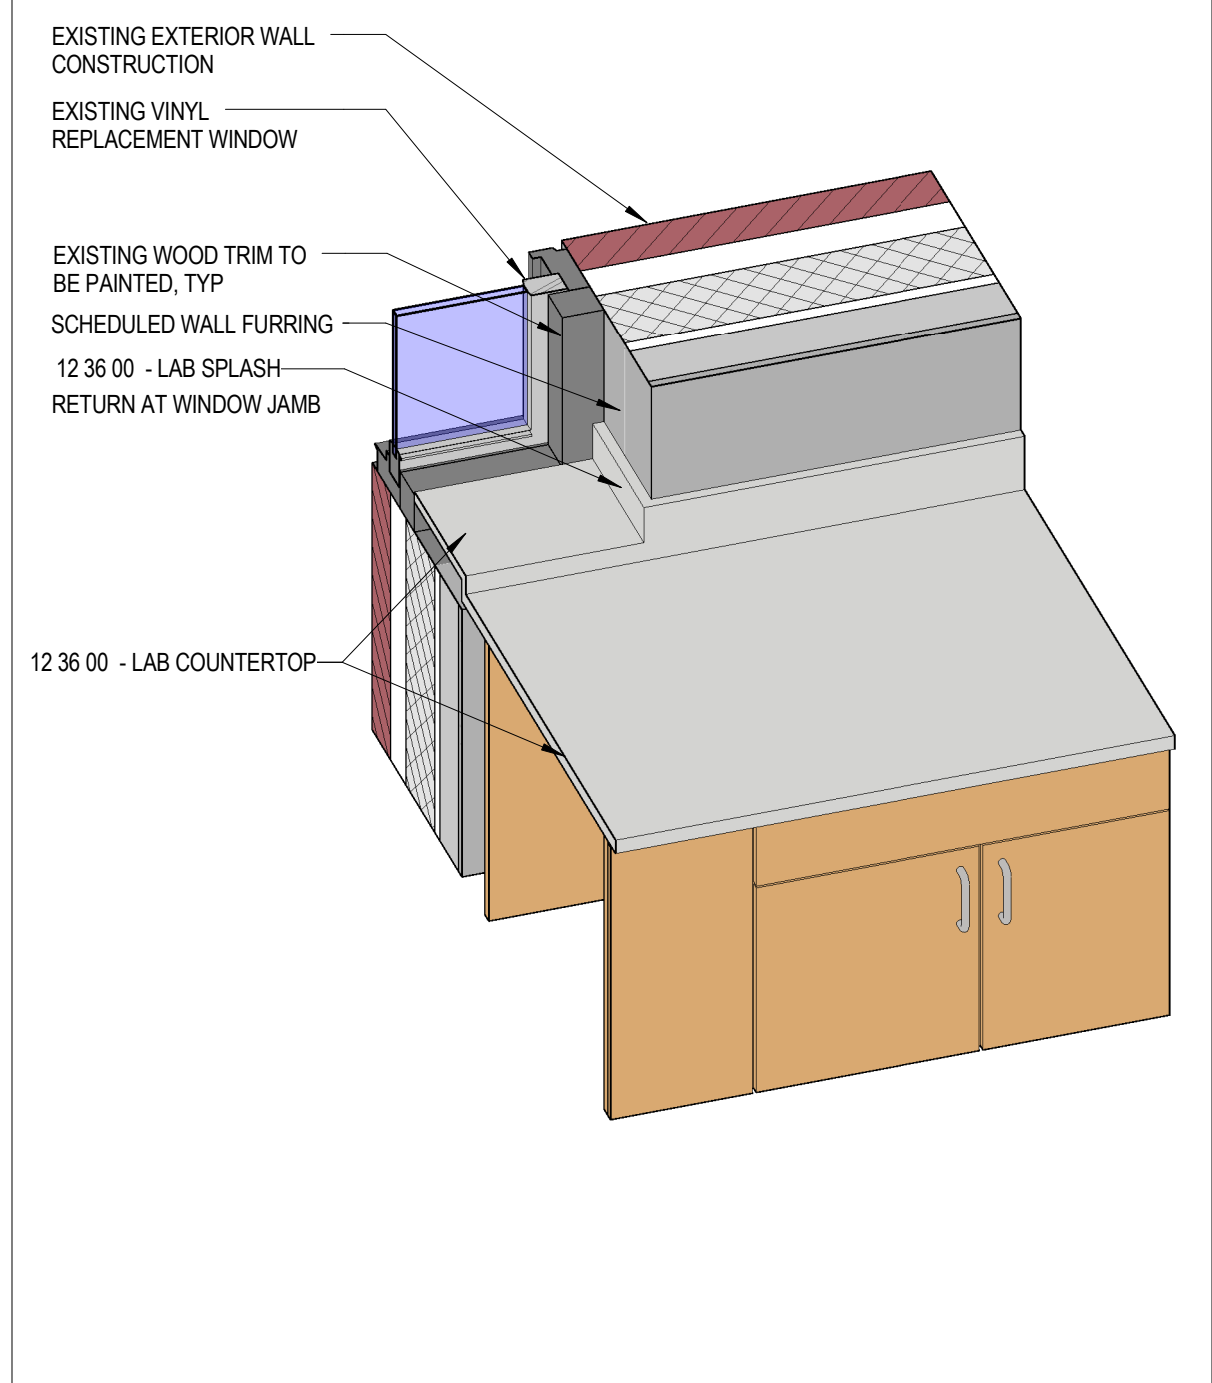 EXISTING EXTERIOR WALL
CONSTRUCTION
EXISTING VINYL
REPLACEMENT WINDOW
EXISTING WOOD TRIM TO
BE PAINTED, TYP
SCHEDULED WALL FURRING
12 36 00 - LAB SPLASH
RETURN AT WINDOW JAMB
12 36 00 - LAB COUNTERTOP